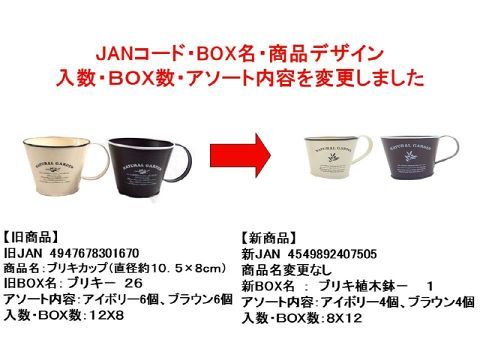 JANコード・BOX名・商品デザイン
入数・BOX数・アソート内容を変更しました
NATURAL GARDEN
NATURAL GARDEN
NATURAL GARDEN
NATURAL GARDEN
【旧商品】
旧JAN 4947678301670
商品名:ブリキカップ(直径約10.5×8cm)
旧BOX名:ブリキー 26
アソート内容:アイボリー6個、ブラウン6個
入数・BOX数:12X8
【新商品】
新JAN 4549892407505
商品名変更なし
新BOX名 : ブリキ植木鉢ー 1
アソート内容:アイボリー4個、ブラウン4個
入数・BOX数:8X12